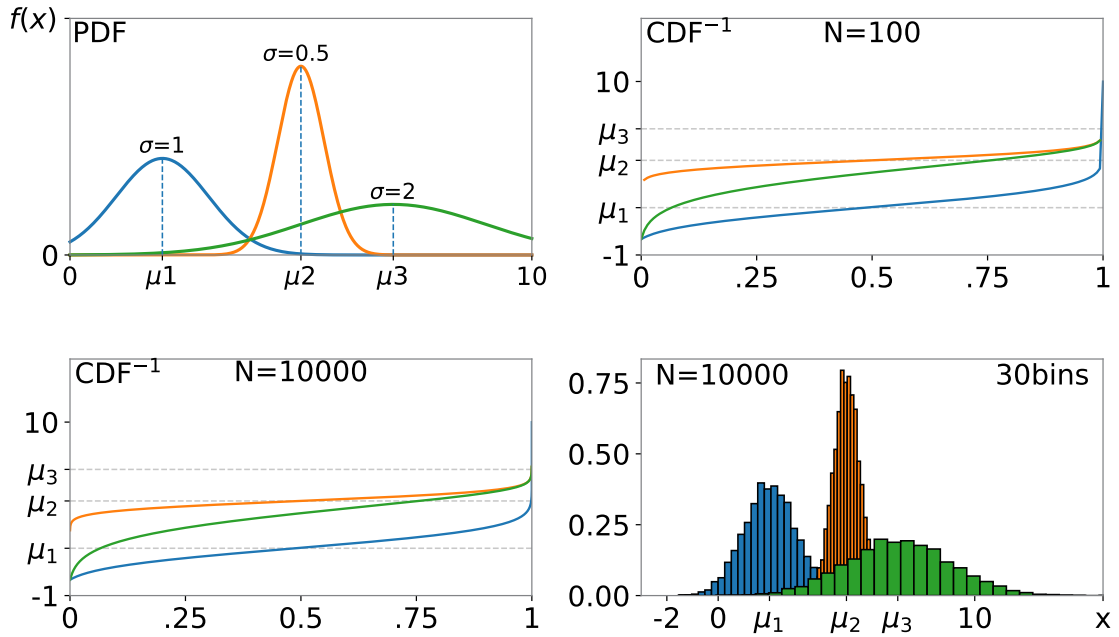 f(x)
PDF
σ=0.5
σ=1
σ=2
0
0 μ1 μ2 μ3 10
CDF⁻¹ N=100
10
μ₃
μ₂
μ₁
-1
0 .25 0.5 0.75 1
CDF⁻¹ N=10000
10
μ₃
μ₂
μ₁
-1
0 .25 0.5 .75 1
N=10000 30bins
0.75
0.50
0.25
0.00
-2 0 μ₁ μ₂ μ₃ 10 x